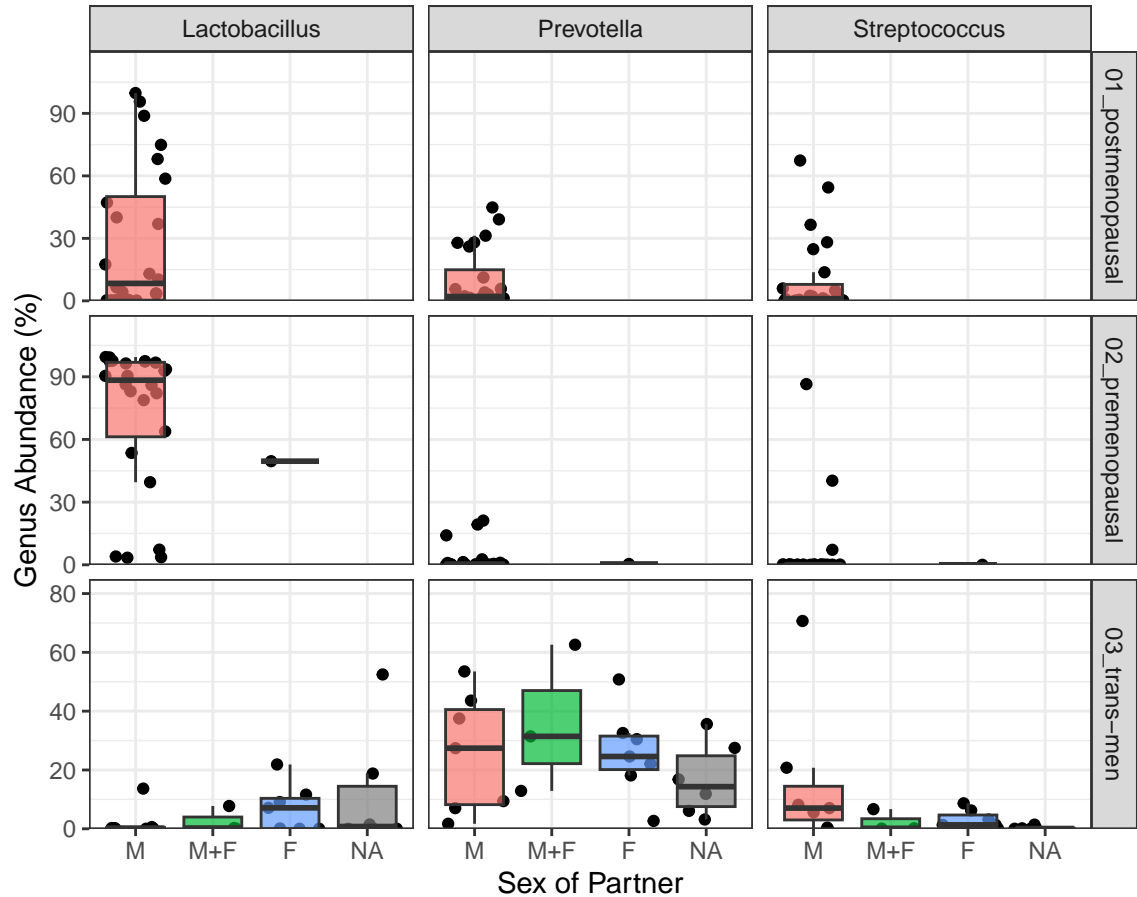 Lactobacillus Prevotella Streptococcus
Genus Abundance (%)
90
60
30
0
01_postmenopausal
90
60
30
0
02_premenopausal
80
60
40
20
0
03_trans−men
M M+F F NA M M+F F NA M M+F F NA
Sex of Partner